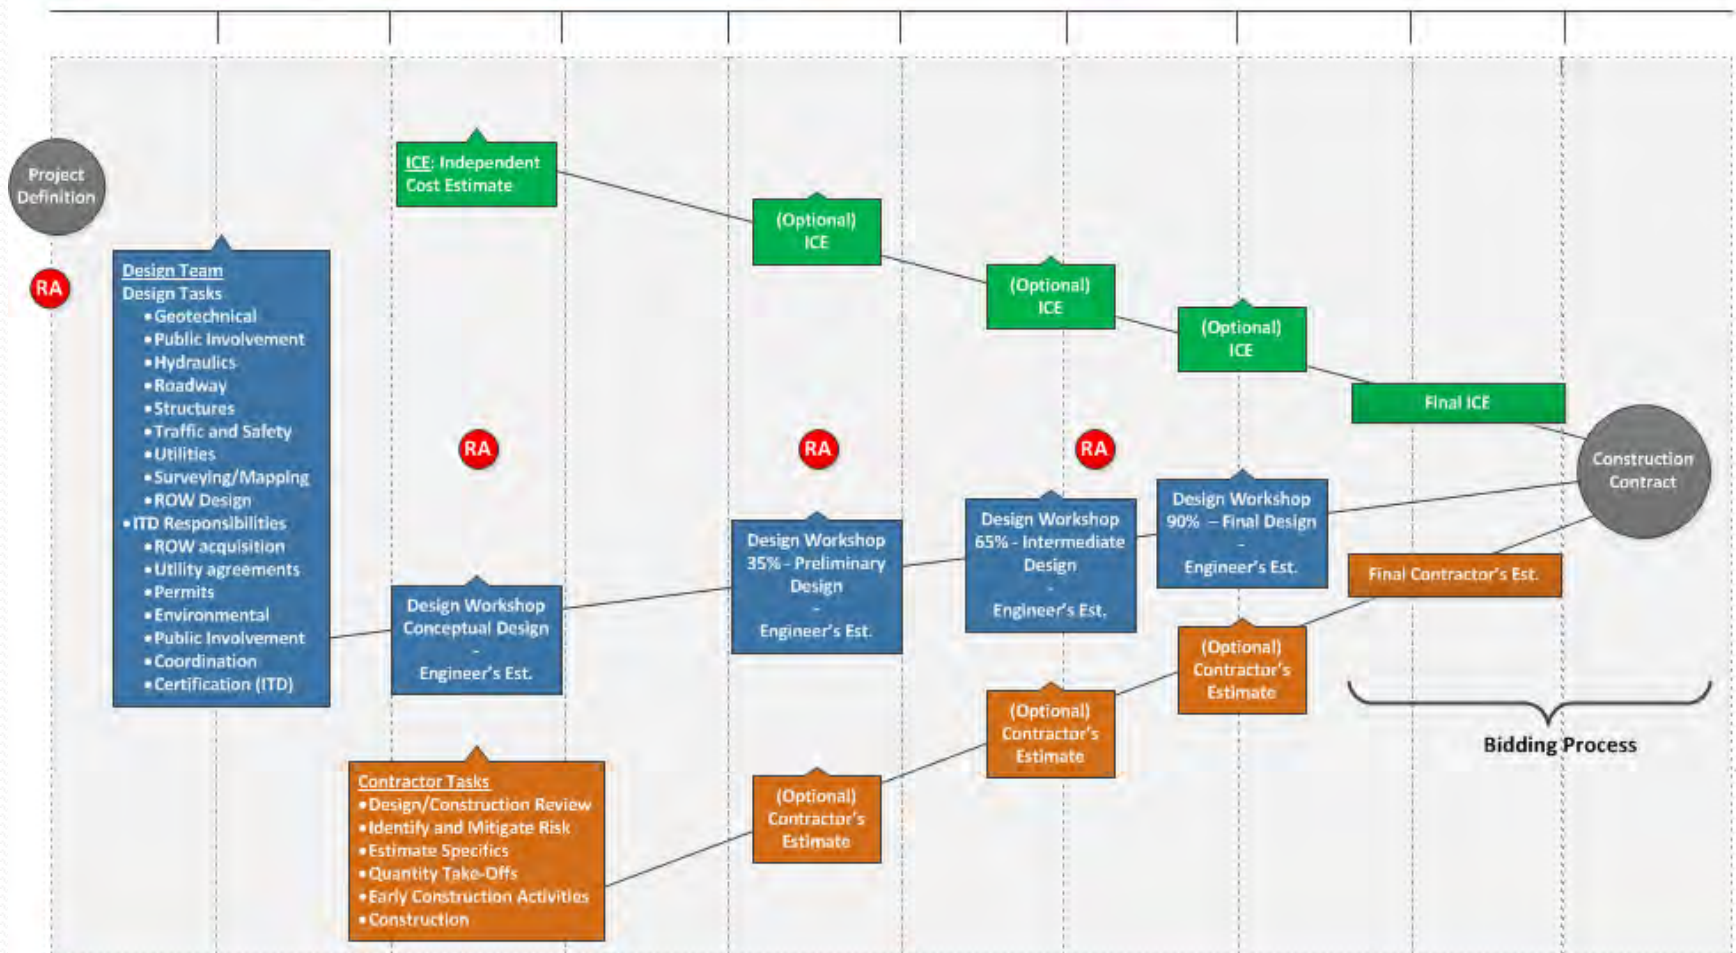 Project
Definition
RA
Design Team
Design Tasks
•Geotechnical
•Public Involvement
•Hydraulics
•Roadway
•Structures
•Traffic and Safety
•Utilities
•Surveying/Mapping
•ROW Design
•ITD Responsibilities
•ROW acquisition
•Utility agreements
•Permits
•Environmental
•Public Involvement
•Coordination
•Certification (ITD)
ICE: Independent
Cost Estimate
(Optional)
ICE
(Optional)
ICE
(Optional)
ICE
Final ICE
RA
RA
RA
Design Workshop
Conceptual Design
-
Engineer's Est.
Design Workshop
35% - Preliminary
Design
-
Engineer's Est.
Design Workshop
65% - Intermediate
Design
-
Engineer's Est.
Design Workshop
90% – Final Design
-
Engineer's Est.
Construction
Contract
Contractor Tasks
•Design/Construction Review
•Identify and Mitigate Risk
•Estimate Specifics
•Quantity Take-Offs
•Early Construction Activities
•Construction
(Optional)
Contractor's
Estimate
(Optional)
Contractor's
Estimate
(Optional)
Contractor's
Estimate
Final Contractor's Est.
Bidding Process